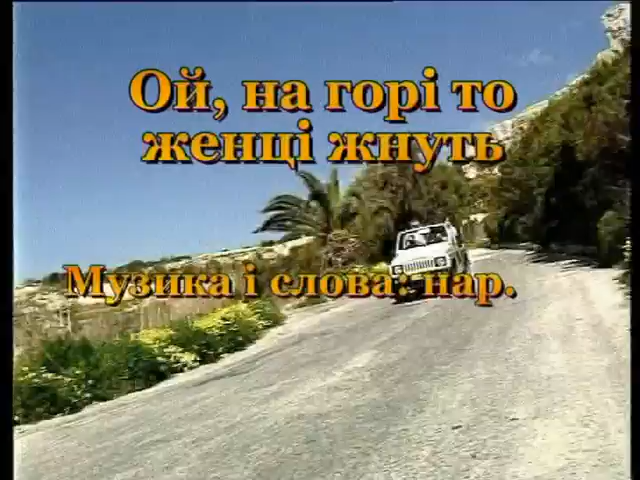 Ой, на горі то
женці жнуть
Музика і слова: нар.